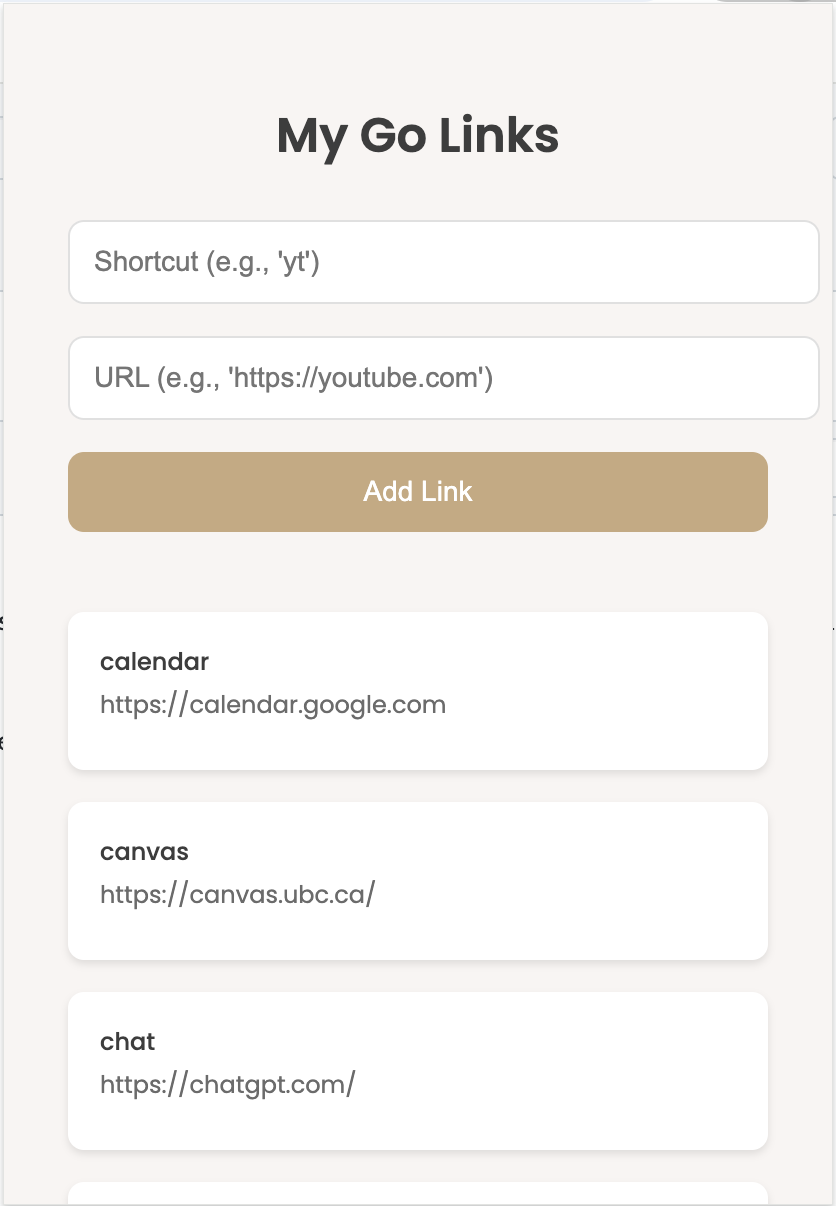 My Go Links
Shortcut (e.g., 'yt')
URL (e.g., 'https://youtube.com')
Add Link
calendar
https://calendar.google.com
canvas
https://canvas.ubc.ca/
chat
https://chatgpt.com/